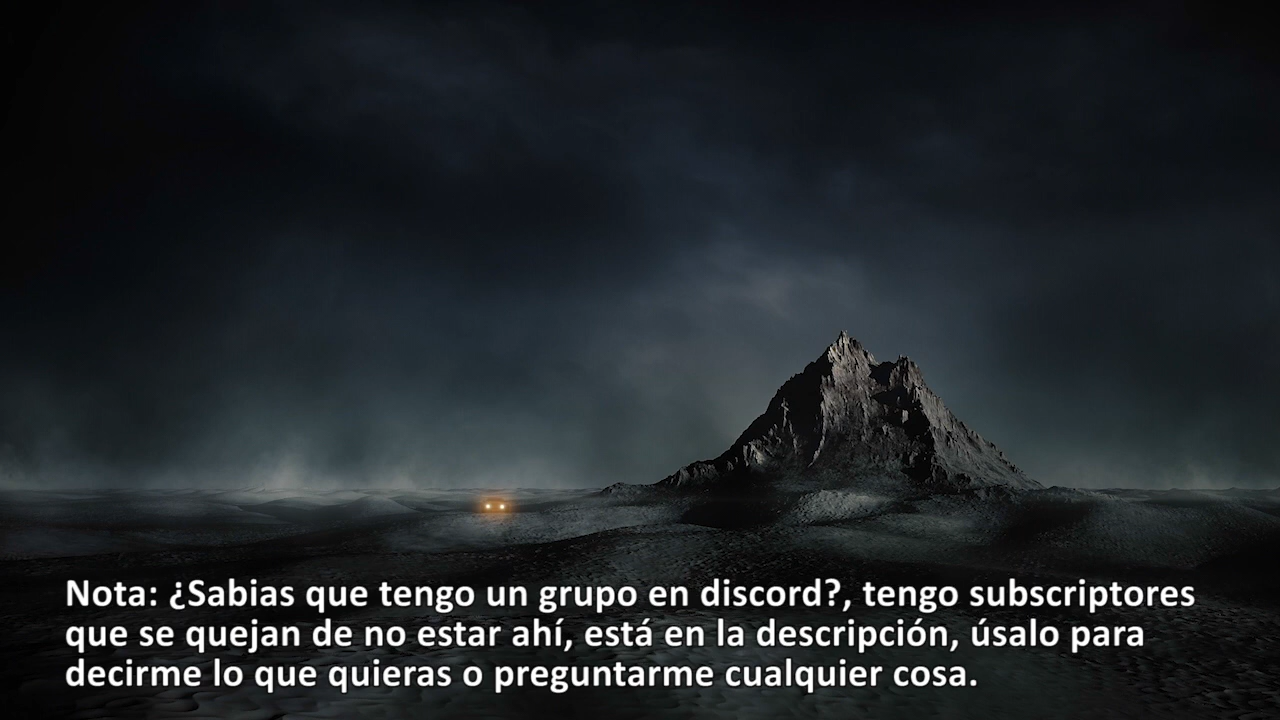 Nota: ¿Sabias que tengo un grupo en discord?, tengo subscriptores
que se quejan de no estar ahí, está en la descripción, úsalo para
decirme lo que quieras o preguntarme cualquier cosa.